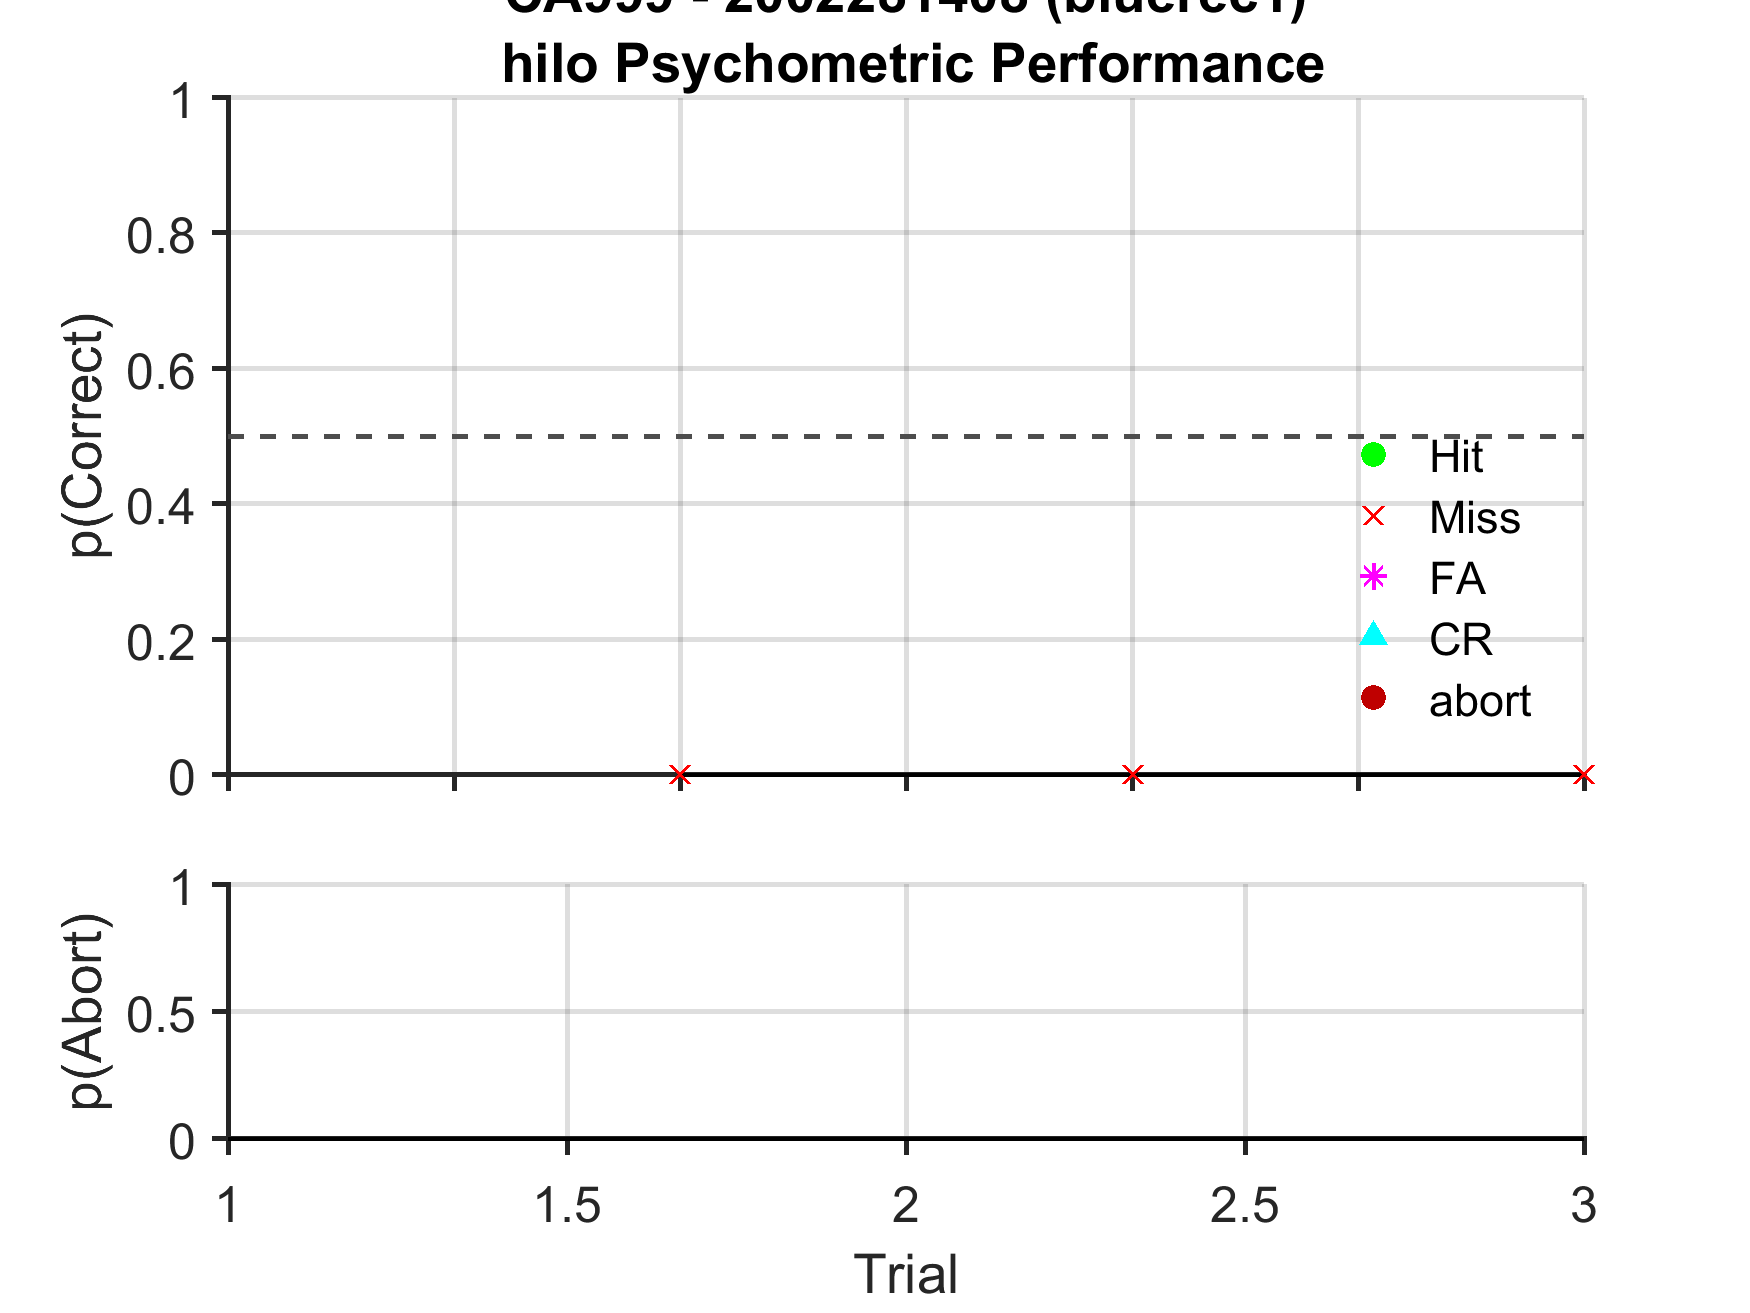 hilo Psychometric Performance
1
0.8
0.6
0.4
0.2
0
p(Correct)
Hit
Miss
FA
CR
abort
1
0.5
0
p(Abort)
1 1.5 2 2.5 3
Trial